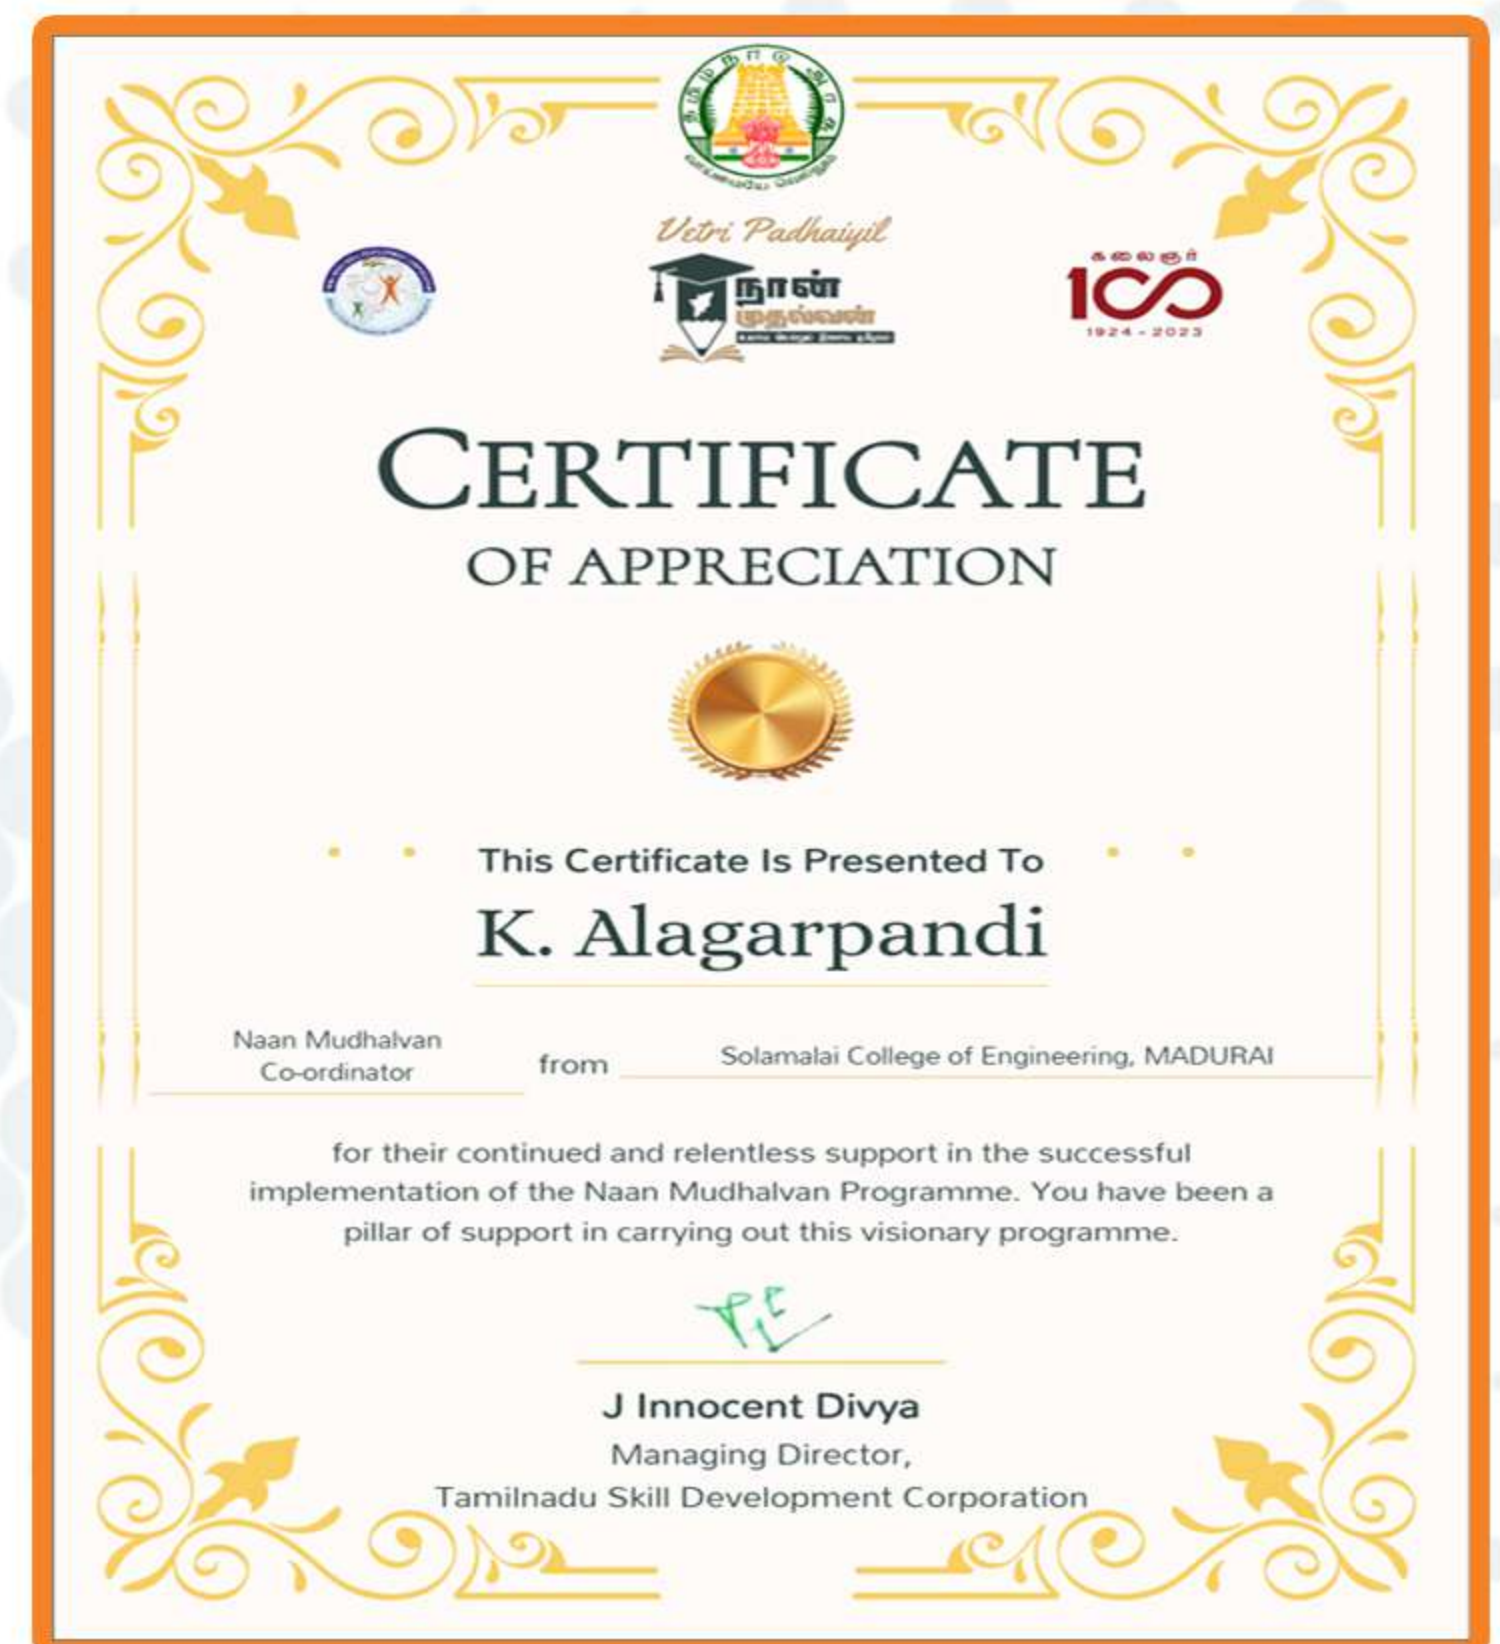 தமிழ்நாடு அரசு
வாய்மையே வெல்லும்
Vetri Padhaiyil
நான்
முதல்வன்
கலைஞர்
100
1924 - 2023
CERTIFICATE
OF APPRECIATION
This Certificate Is Presented To
K. Alagarpandi
Naan Mudhalvan
Co-ordinator
from
Solamalai College of Engineering, MADURAI
for their continued and relentless support in the successful
implementation of the Naan Mudhalvan Programme. You have been a
pillar of support in carrying out this visionary programme.
J Innocent Divya
Managing Director,
Tamilnadu Skill Development Corporation